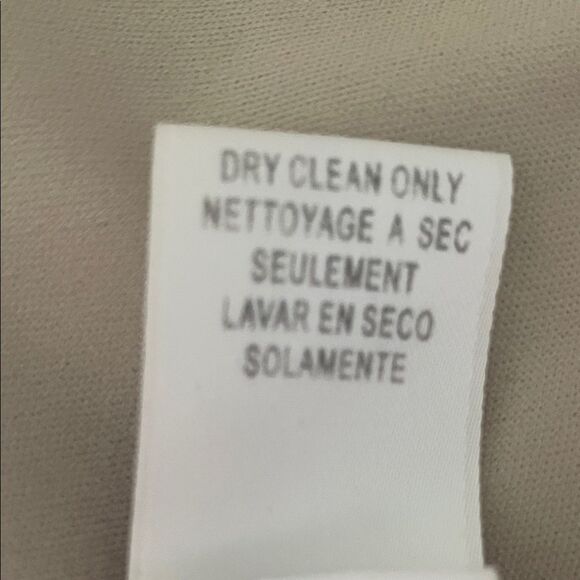 DRY CLEAN ONLY
NETTOYAGE A SEC
SEULEMENT
LAVAR EN SECO
SOLAMENTE